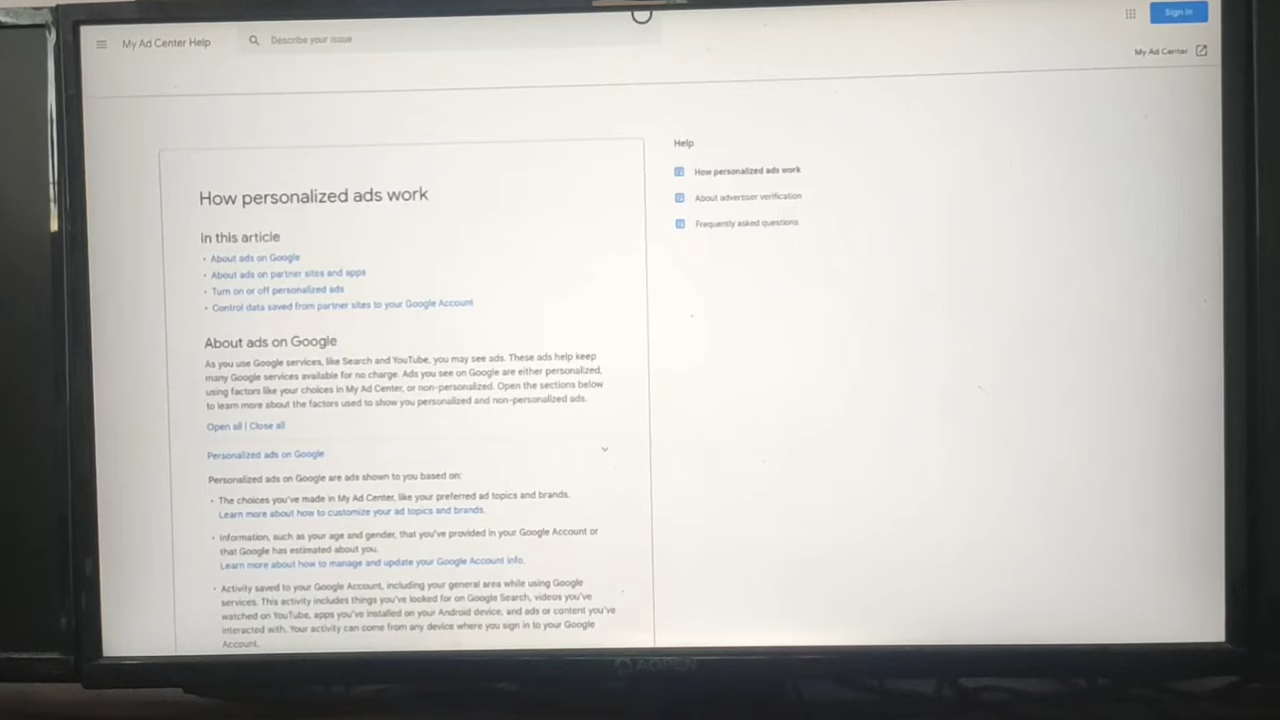 My Ad Center Help
Describe your issue
Sign in
My Ad Center
How personalized ads work
In this article
• About ads on Google
• About ads on partner sites and apps
• Turn on or off personalized ads
• Control data saved from partner sites to your Google Account
About ads on Google
As you use Google services, like Search and YouTube, you may see ads. These ads help keep
many Google services available for no charge. Ads you see on Google are either personalized,
using factors like your choices in My Ad Center, or non-personalized. Open the sections below
to learn more about the factors used to show you personalized and non-personalized ads.
Open all | Close all
Personalized ads on Google
Personalized ads on Google are ads shown to you based on:
• The choices you've made in My Ad Center, like your preferred ad topics and brands.
Learn more about how to customize your ad topics and brands.
• Information, such as your age and gender, that you've provided in your Google Account or
that Google has estimated about you.
Learn more about how to manage and update your Google Account info.
• Activity saved to your Google Account, including your general area while using Google
services. This activity includes things you've looked for on Google Search, videos you've
watched on YouTube, apps you've installed on your Android device, and ads or content you've
interacted with. Your activity can come from any device where you sign in to your Google
Account.
Help
How personalized ads work
About advertiser verification
Frequently asked questions
AOPEN